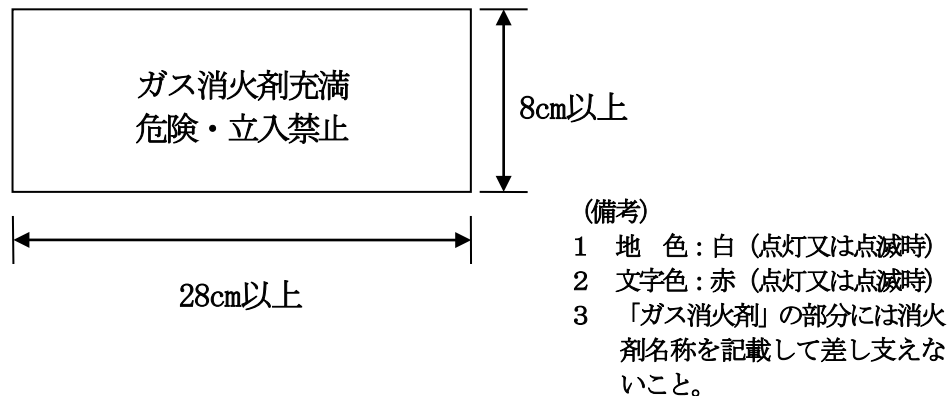 ガス消火剤充満
危険・立入禁止
8cm以上
28cm以上
(備考)
1 地 色:白(点灯又は点滅時)
2 文字色:赤(点灯又は点滅時)
3 「ガス消火剤」の部分には消火
剤名称を記載して差し支えな
いこと。